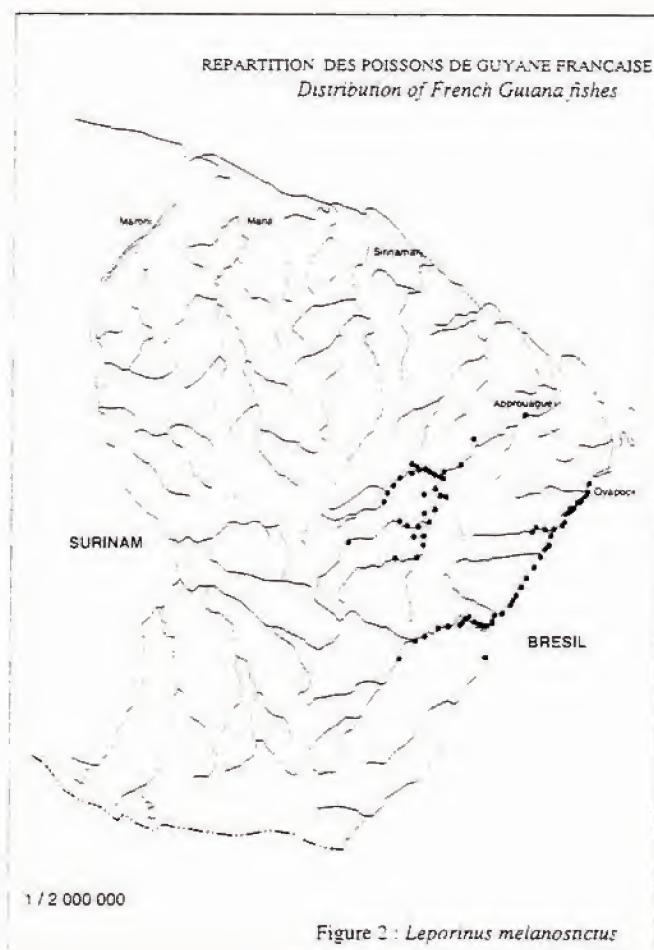 REPARTITION DES POISSONS DE GUYANE FRANCAISE
Distribution of French Guiana fishes
Maroni
Mana
Sinnamary
Approuague
Oyapock
SURINAM
BRESIL
1 / 2 000 000
Figure 2 : Leporinus melanostictus